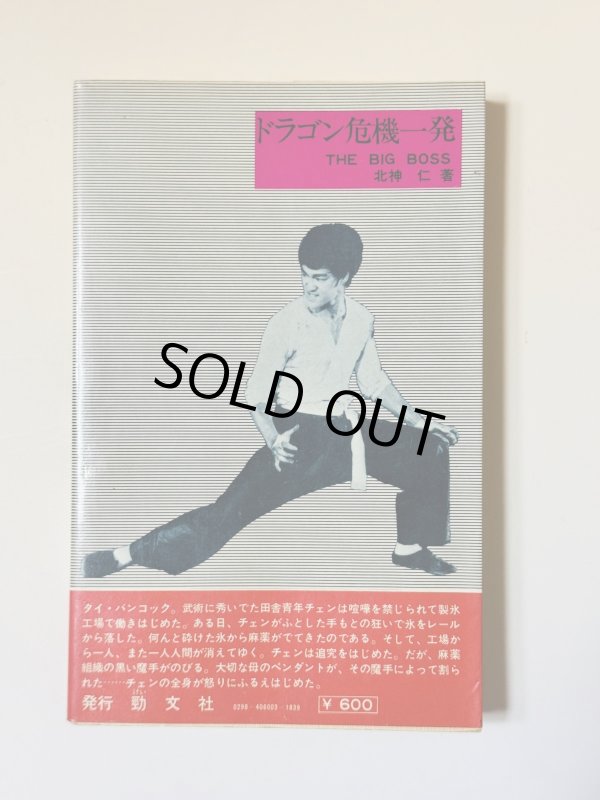 ドラゴン危機一発
THE BIG BOSS
北神 仁 著
SOLD OUT
タイ・バンコック。武術に秀いでた田舎青年チェンは喧嘩を禁じられて製氷
工場で働きはじめた。ある日、チェンがふとした手もとの狂いで氷をレール
から落した。何んと砕けた氷から麻薬がでてきたのである。そして、工場か
ら一人、また一人人間が消えてゆく。チェンは追究をはじめた。だが、麻薬
組織の黒い魔手がのびる。大切な母のペンダントが、その魔手によって割ら
れた……チェンの全身が怒りにふるえはじめた。
発行 勁文社 0298-406003-1839 ¥600
けい